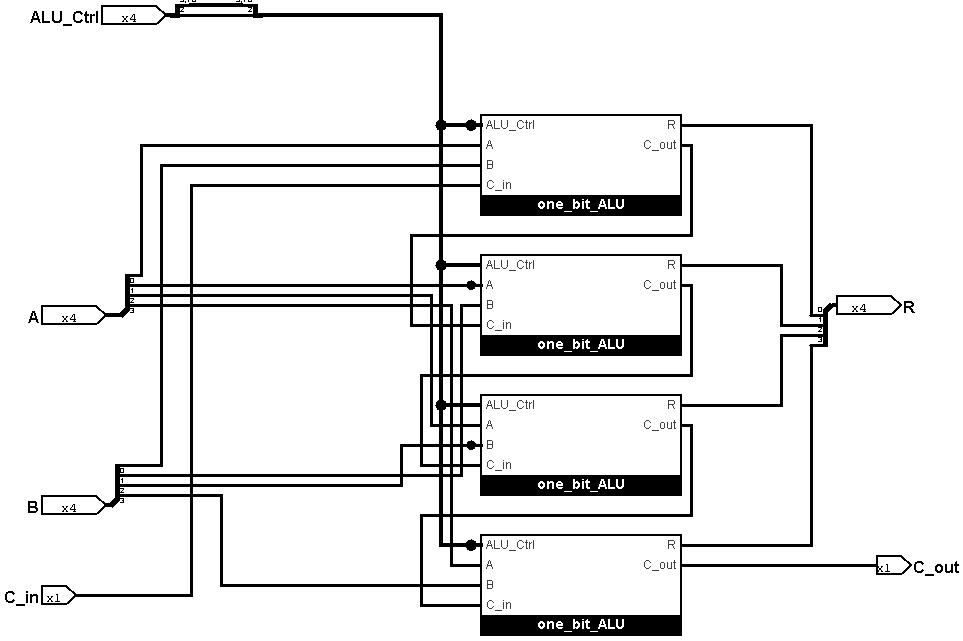 ALU_Ctrl x4
2 2
ALU_Ctrl R
A C_out
B
C_in
one_bit_ALU
ALU_Ctrl R
A C_out
B
C_in
one_bit_ALU
A x4
0
1
2
3
0
1
2
3
x4 R
ALU_Ctrl R
A C_out
B
C_in
one_bit_ALU
B x4
0
1
2
3
ALU_Ctrl R
A C_out
B
C_in
one_bit_ALU
x1 C_out
C_in x1